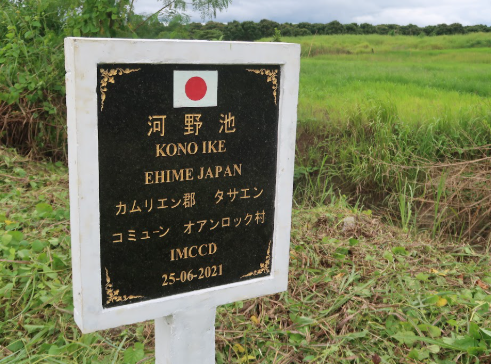 河野池
KONO IKE
EHIME JAPAN
カムリエン郡　タサエン
コミューン　オアンロック村
IMCCD
25-06-2021